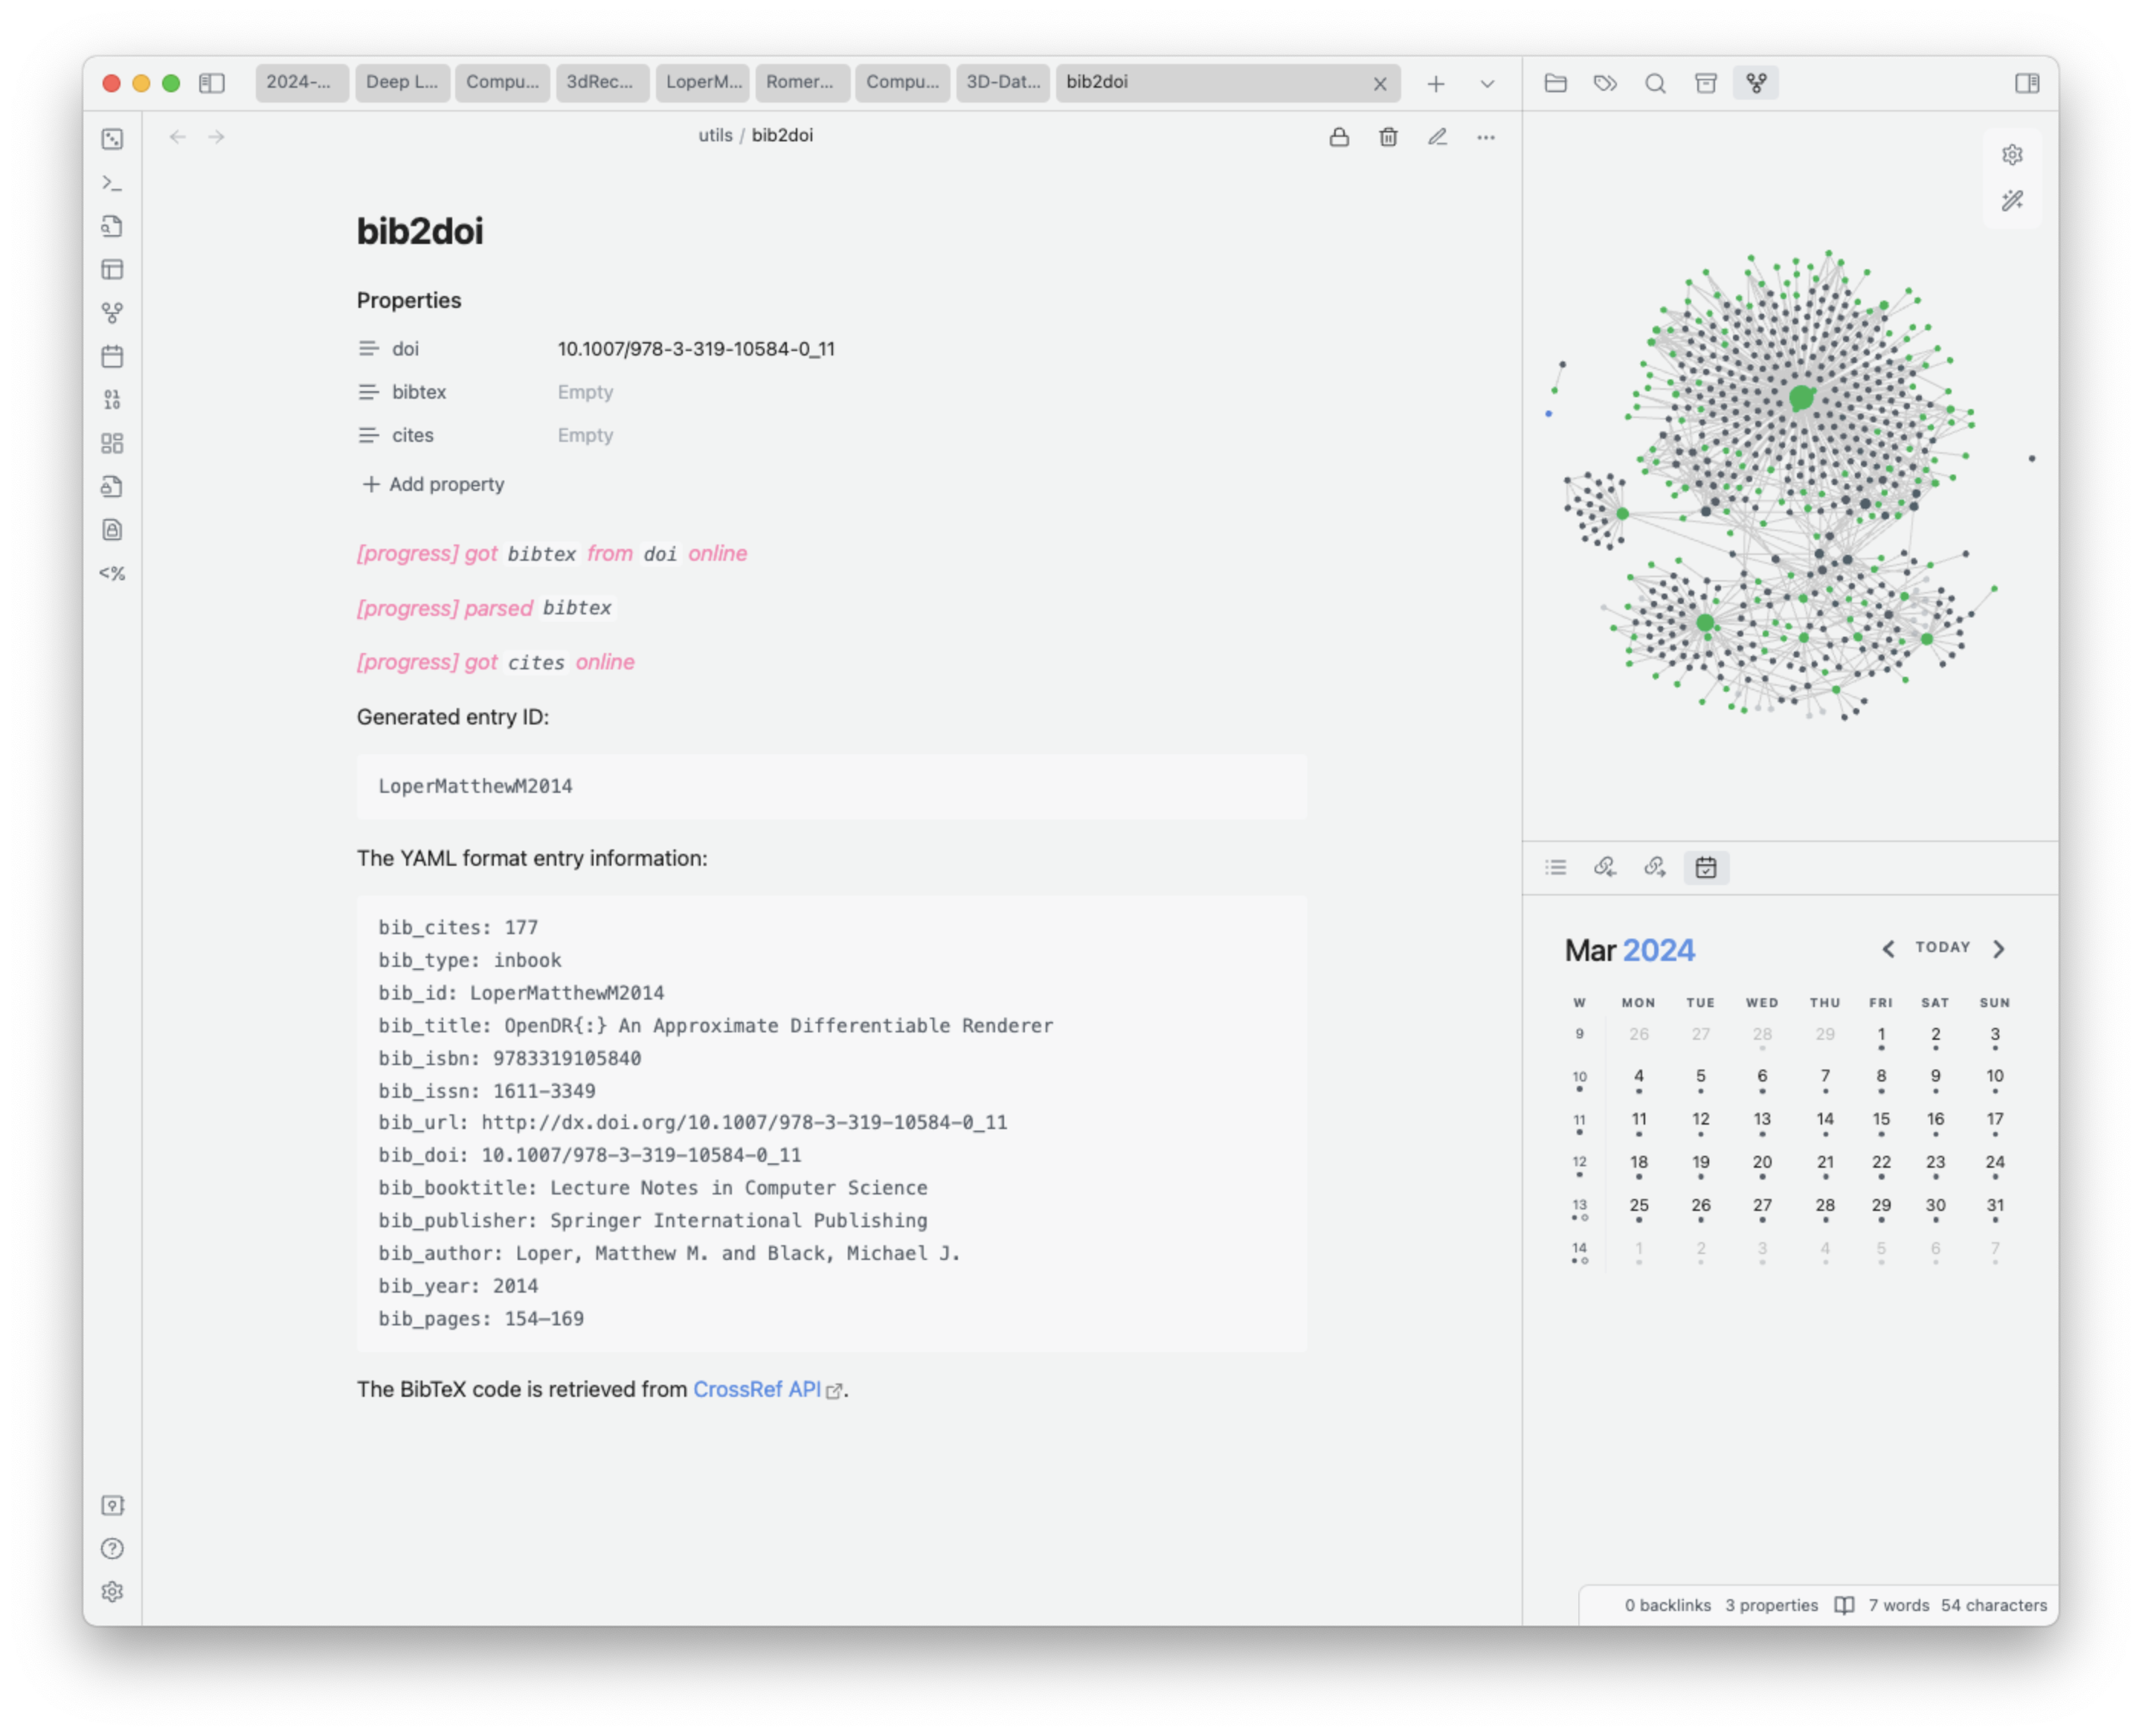 2024-...
Deep L...
Compu...
3dRec...
LoperM...
Romer...
Compu...
3D-Dat...
bib2doi
utils / bib2doi
bib2doi
Properties
doi 10.1007/978-3-319-10584-0_11
bibtex Empty
cites Empty
+ Add property
[progress] got bibtex from doi online
[progress] parsed bibtex
[progress] got cites online
Generated entry ID:
LoperMatthewM2014
The YAML format entry information:
bib_cites: 177
bib_type: inbook
bib_id: LoperMatthewM2014
bib_title: OpenDR{:} An Approximate Differentiable Renderer
bib_isbn: 9783319105840
bib_issn: 1611-3349
bib_url: http://dx.doi.org/10.1007/978-3-319-10584-0_11
bib_doi: 10.1007/978-3-319-10584-0_11
bib_booktitle: Lecture Notes in Computer Science
bib_publisher: Springer International Publishing
bib_author: Loper, Matthew M. and Black, Michael J.
bib_year: 2014
bib_pages: 154–169
The BibTeX code is retrieved from CrossRef API.
01
10
<%
Mar 2024
TODAY
W MON TUE WED THU FRI SAT SUN
9 26 27 28 29 1 2 3
10 4 5 6 7 8 9 10
11 11 12 13 14 15 16 17
12 18 19 20 21 22 23 24
13 25 26 27 28 29 30 31
14 1 2 3 4 5 6 7
0 backlinks 3 properties 7 words 54 characters